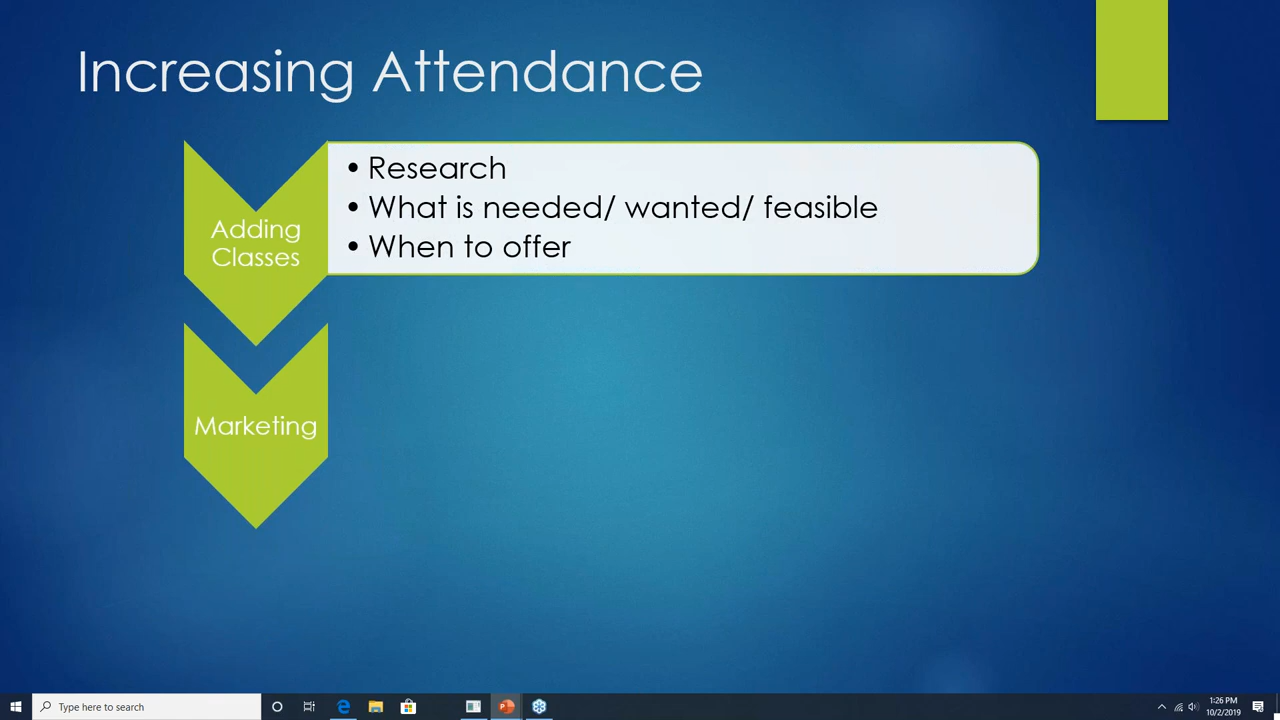 Increasing Attendance
Adding
Classes
• Research
• What is needed/ wanted/ feasible
• When to offer
Marketing
Type here to search
1:26 PM
10/2/2019